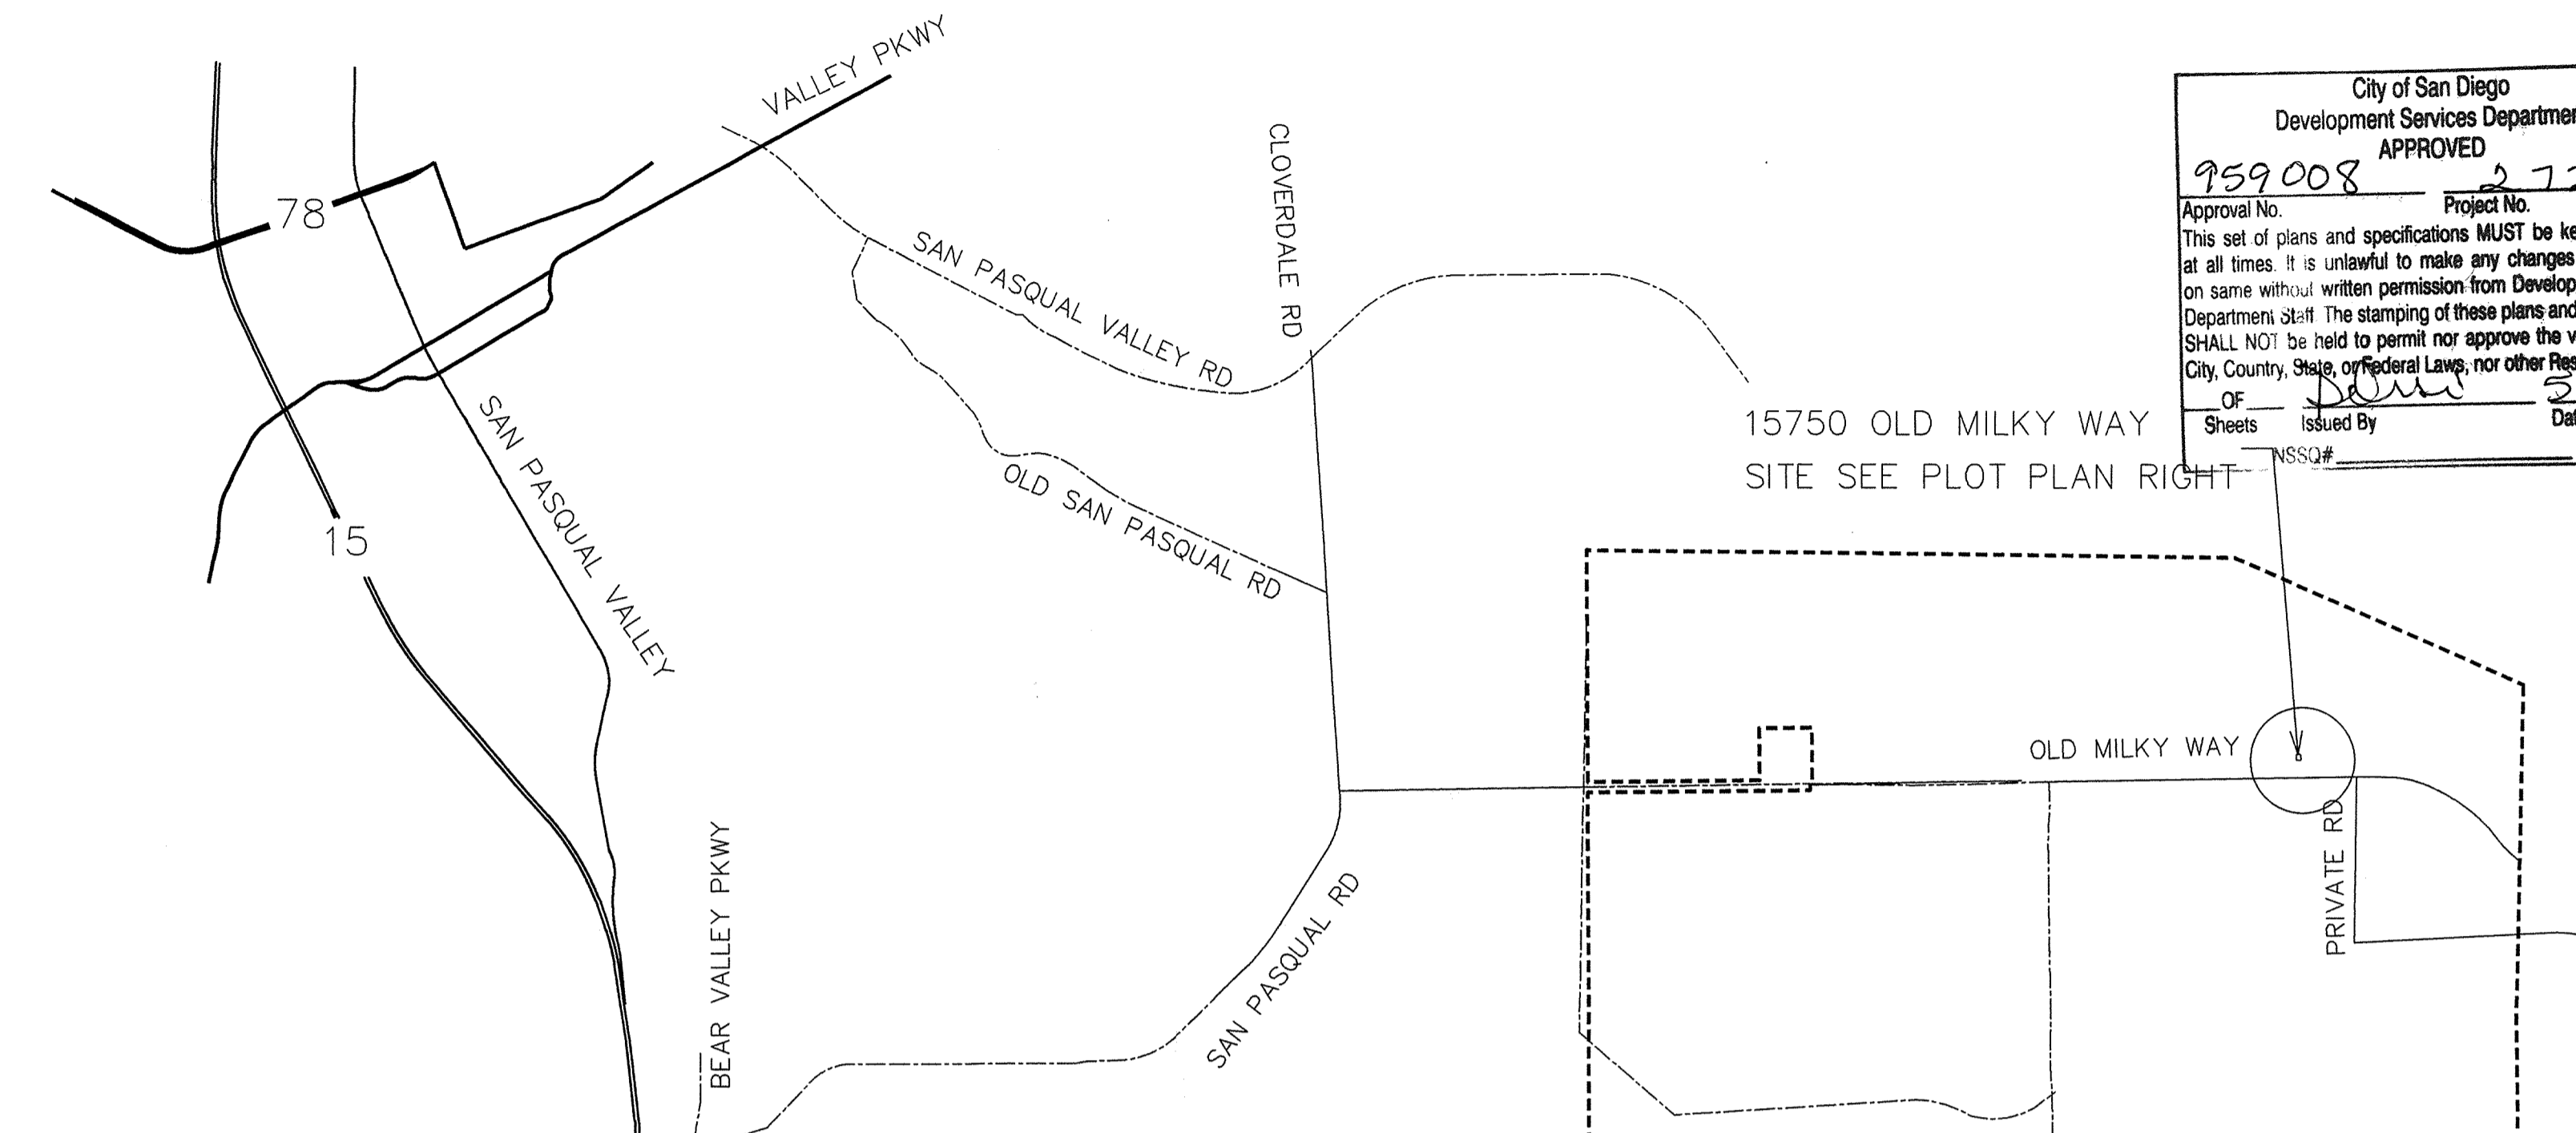 VALLEY PKWY
78
15
SAN PASQUAL VALLEY
BEAR VALLEY PKWY
SAN PASQUAL VALLEY RD
CLOVERDALE RD
OLD SAN PASQUAL RD
SAN PASQUAL RD
15750 OLD MILKY WAY
SITE SEE PLOT PLAN RIGHT
OLD MILKY WAY
PRIVATE RD
City of San Diego
Development Services
APPROVED
959008
Approval No. Project No.
This set of plans and specifications MUST be
at all times. It is unlawful to make any changes
on same without written permission from
Department Staff. The stamping of these plans and
SHALL NOT be held to permit nor approve the
City, Country, State, or Federal Laws, nor other
OF
Sheets Issued By
NSSQ#